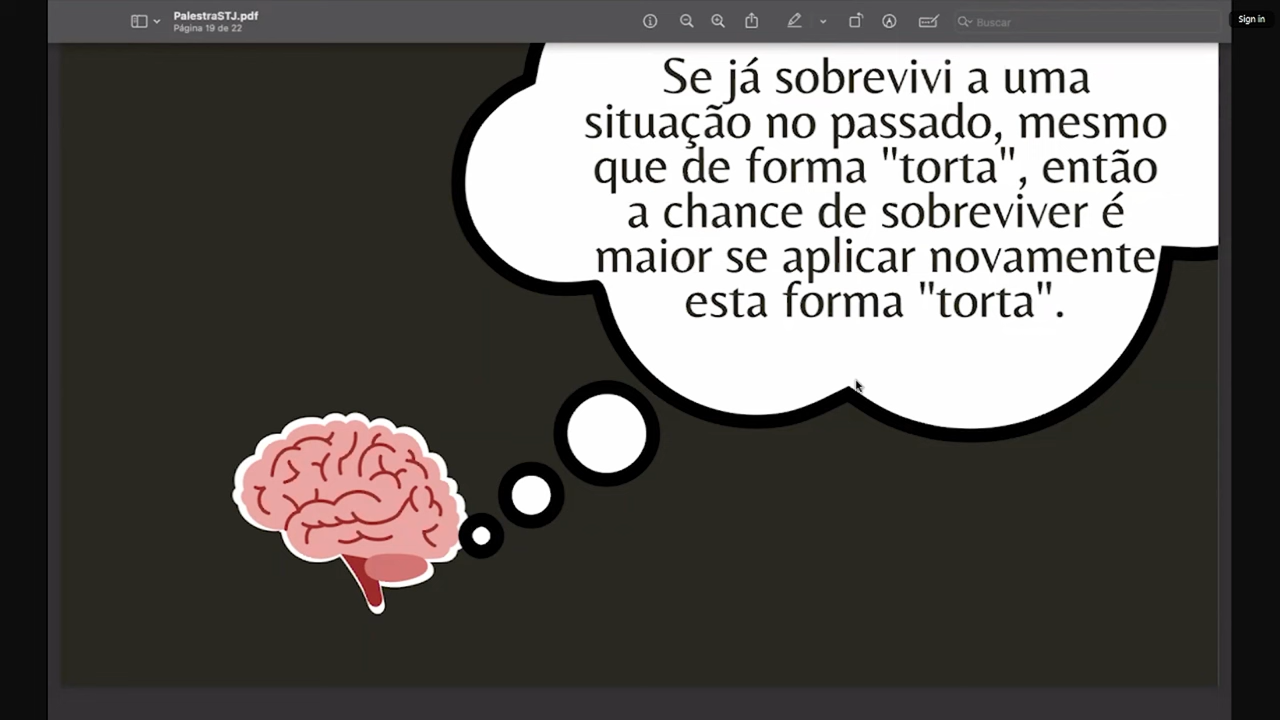 PalestraSTJ.pdf
Página 19 de 22
Buscar
Sign in
Se já sobrevivi a uma
situação no passado, mesmo
que de forma "torta", então
a chance de sobreviver é
maior se aplicar novamente
esta forma "torta".